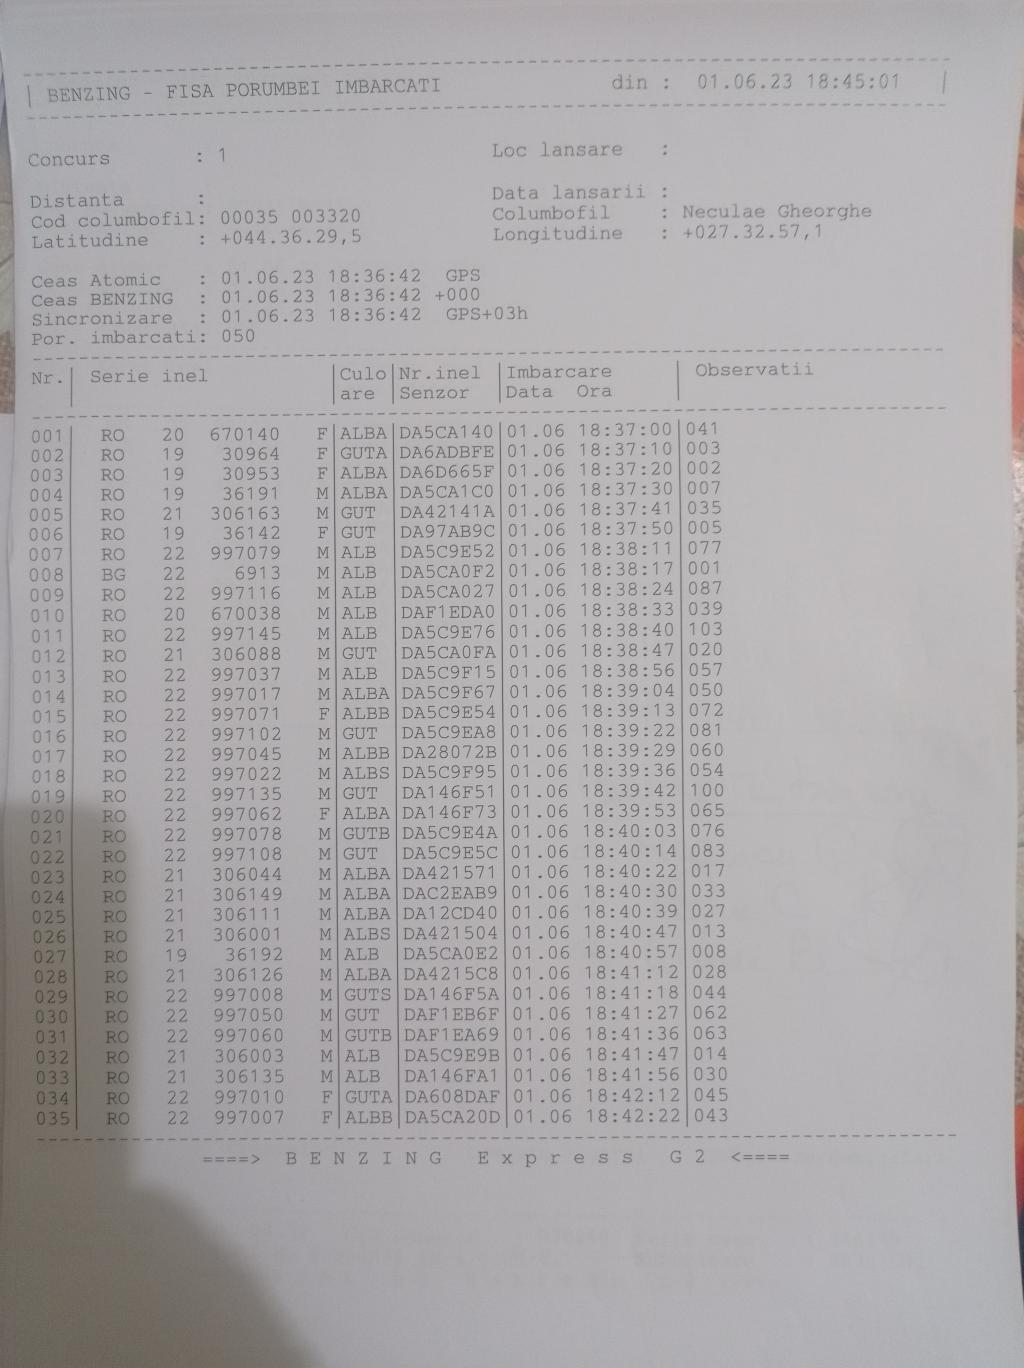 BENZING - FISA PORUMBEI IMBARCATI din : 01.06.23 18:45:01
Concurs : 1 Loc lansare :
Distanta : Data lansarii :
Cod columbofil: 00035 003320 Columbofil : Neculae Gheorghe
Latitudine : +044.36.29,5 Longitudine : +027.32.57,1
Ceas Atomic : 01.06.23 18:36:42 GPS
Ceas BENZING : 01.06.23 18:36:42 +000
Sincronizare : 01.06.23 18:36:42 GPS+03h
Por. imbarcati: 050
Nr.| Serie inel |Culo|Nr.inel |Imbarcare | Observatii
| |are |Senzor |Data Ora |
001 RO 20 670140 F|ALBA|DA5CA140|01.06 18:37:00|041
002 RO 19 30964 F|GUTA|DA6ADBFE|01.06 18:37:10|003
003 RO 19 30953 F|ALBA|DA6D665F|01.06 18:37:20|002
004 RO 19 36191 M|ALBA|DA5CA1C0|01.06 18:37:30|007
005 RO 21 306163 M|GUT |DA42141A|01.06 18:37:41|035
006 RO 19 36142 F|GUT |DA97AB9C|01.06 18:37:50|005
007 RO 22 997079 M|ALB |DA5C9E52|01.06 18:38:11|077
008 BG 22 6913 M|ALB |DA5CA0F2|01.06 18:38:17|001
009 RO 22 997116 M|ALB |DA5CA027|01.06 18:38:24|087
010 RO 20 670038 M|ALB |DAF1EDA0|01.06 18:38:33|039
011 RO 22 997145 M|ALB |DA5C9E76|01.06 18:38:40|103
012 RO 21 306088 M|GUT |DA5CA0FA|01.06 18:38:47|020
013 RO 22 997037 M|ALB |DA5C9F15|01.06 18:38:56|057
014 RO 22 997017 M|ALBA|DA5C9F67|01.06 18:39:04|050
015 RO 22 997071 F|ALBB|DA5C9E54|01.06 18:39:13|072
016 RO 22 997102 M|GUT |DA5C9EA8|01.06 18:39:22|081
017 RO 22 997045 M|ALBB|DA28072B|01.06 18:39:29|060
018 RO 22 997022 M|ALBS|DA5C9F95|01.06 18:39:36|054
019 RO 22 997135 M|GUT |DA146F51|01.06 18:39:42|100
020 RO 22 997062 F|ALBA|DA146F73|01.06 18:39:53|065
021 RO 22 997078 M|GUTB|DA5C9E4A|01.06 18:40:03|076
022 RO 22 997108 M|GUT |DA5C9E5C|01.06 18:40:14|083
023 RO 21 306044 M|ALBA|DA421571|01.06 18:40:22|017
024 RO 21 306149 M|ALBA|DAC2EAB9|01.06 18:40:30|033
025 RO 21 306111 M|ALBA|DA12CD40|01.06 18:40:39|027
026 RO 21 306001 M|ALBS|DA421504|01.06 18:40:47|013
027 RO 19 36192 M|ALB |DA5CA0E2|01.06 18:40:57|008
028 RO 21 306126 M|ALBA|DA4215C8|01.06 18:41:12|028
029 RO 22 997008 M|GUTS|DA146F5A|01.06 18:41:18|044
030 RO 22 997050 M|GUT |DAF1EB6F|01.06 18:41:27|062
031 RO 22 997060 M|GUTB|DAF1EA69|01.06 18:41:36|063
032 RO 21 306003 M|ALB |DA5C9E9B|01.06 18:41:47|014
033 RO 21 306135 M|ALB |DA146FA1|01.06 18:41:56|030
034 RO 22 997010 F|GUTA|DA608DAF|01.06 18:42:12|045
035 RO 22 997007 F|ALBB|DA5CA20D|01.06 18:42:22|043
====> B E N Z I N G E x p r e s s G 2 <====